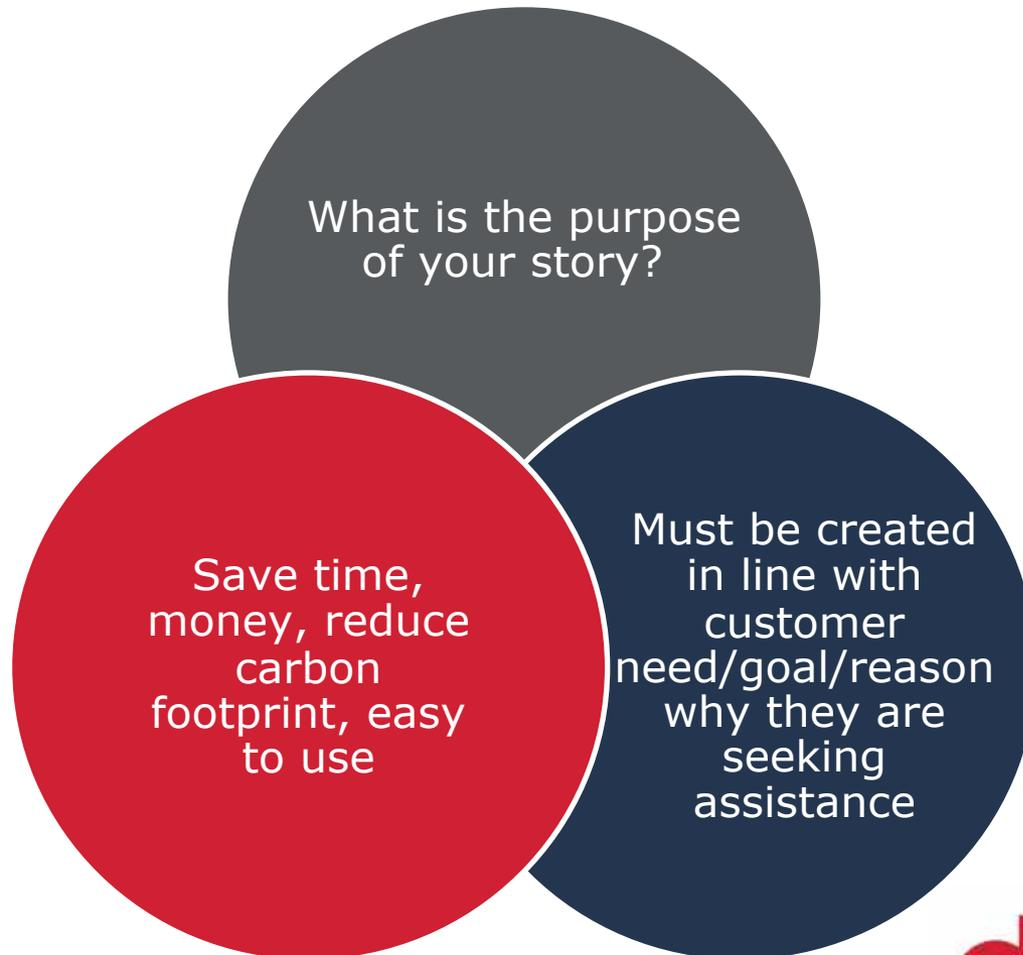 What is the purpose
of your story?
Save time,
money, reduce
carbon
footprint, easy
to use
Must be created
in line with
customer
need/goal/reason
why they are
seeking
assistance